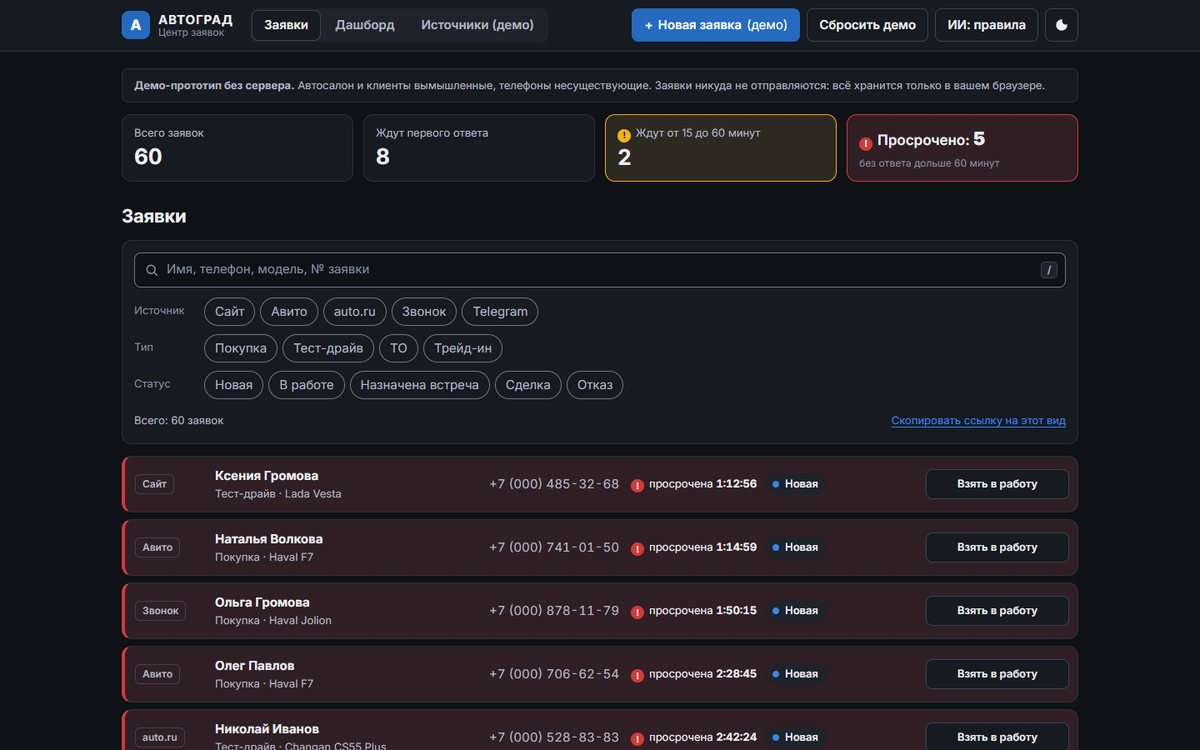 А АВТОГРАД
Центр заявок
Заявки Дашборд Источники (демо) + Новая заявка (демо) Сбросить демо ИИ: правила
Демо-прототип без сервера. Автосалон и клиенты вымышленные, телефоны несуществующие. Заявки никуда не отправляются: всё хранится только в вашем браузере.
Всего заявок
60
Ждут первого ответа
8
! Ждут от 15 до 60 минут
2
! Просрочено: 5
без ответа дольше 60 минут
Заявки
Имя, телефон, модель, № заявки /
Источник Сайт Авито auto.ru Звонок Telegram
Тип Покупка Тест-драйв ТО Трейд-ин
Статус Новая В работе Назначена встреча Сделка Отказ
Всего: 60 заявок Скопировать ссылку на этот вид
Сайт Ксения Громова +7 (000) 485-32-68 ! просрочена 1:12:56 Новая Взять в работу
Тест-драйв · Lada Vesta
Авито Наталья Волкова +7 (000) 741-01-50 ! просрочена 1:14:59 Новая Взять в работу
Покупка · Haval F7
Звонок Ольга Громова +7 (000) 878-11-79 ! просрочена 1:50:15 Новая Взять в работу
Покупка · Haval Jolion
Авито Олег Павлов +7 (000) 706-62-54 ! просрочена 2:28:45 Новая Взять в работу
Покупка · Haval F7
auto.ru Николай Иванов +7 (000) 528-83-83 ! просрочена 2:42:24 Новая Взять в работу
Тест-драйв · Changan CS55 Plus